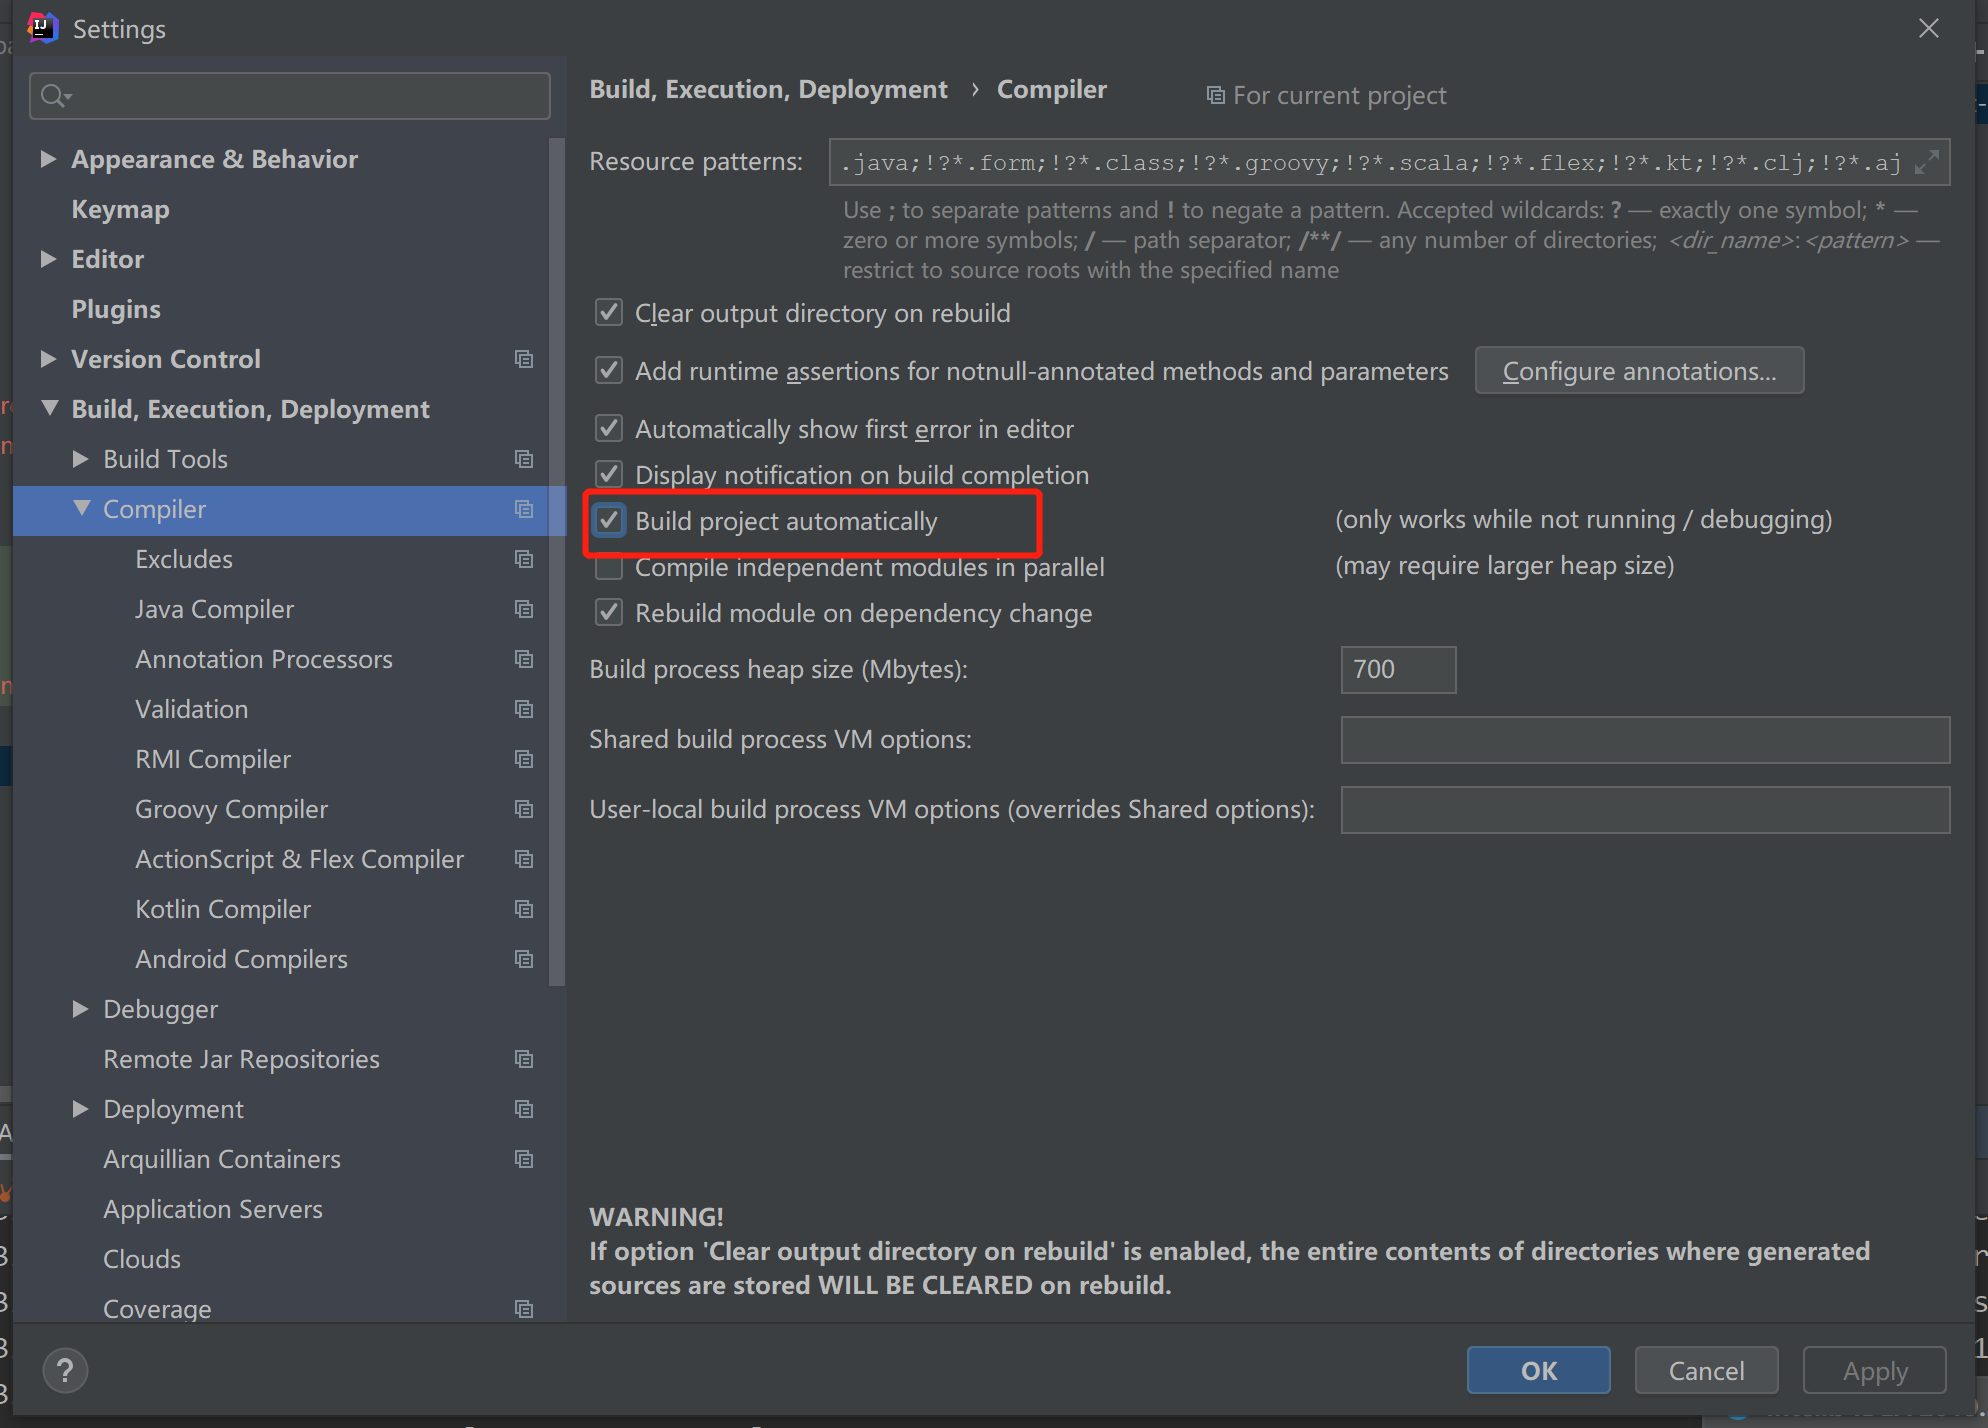 Settings
Appearance & Behavior
Keymap
Editor
Plugins
Version Control
Build, Execution, Deployment
Build Tools
Compiler
Excludes
Java Compiler
Annotation Processors
Validation
RMI Compiler
Groovy Compiler
ActionScript & Flex Compiler
Kotlin Compiler
Android Compilers
Debugger
Remote Jar Repositories
Deployment
Arquillian Containers
Application Servers
Clouds
Coverage
Build, Execution, Deployment › Compiler
For current project
Resource patterns: .java;!?*.form;!?*.class;!?*.groovy;!?*.scala;!?*.flex;!?*.kt;!?*.clj;!?*.aj
Use ; to separate patterns and ! to negate a pattern. Accepted wildcards: ? — exactly one symbol; * —
zero or more symbols; / — path separator; /**/ — any number of directories; <dir_name>:<pattern> —
restrict to source roots with the specified name
Clear output directory on rebuild
Add runtime assertions for notnull-annotated methods and parameters
Configure annotations...
Automatically show first error in editor
Display notification on build completion
Build project automatically
(only works while not running / debugging)
Compile independent modules in parallel
(may require larger heap size)
Rebuild module on dependency change
Build process heap size (Mbytes): 700
Shared build process VM options:
User-local build process VM options (overrides Shared options):
WARNING!
If option 'Clear output directory on rebuild' is enabled, the entire contents of directories where generated
sources are stored WILL BE CLEARED on rebuild.
?
OK
Cancel
Apply